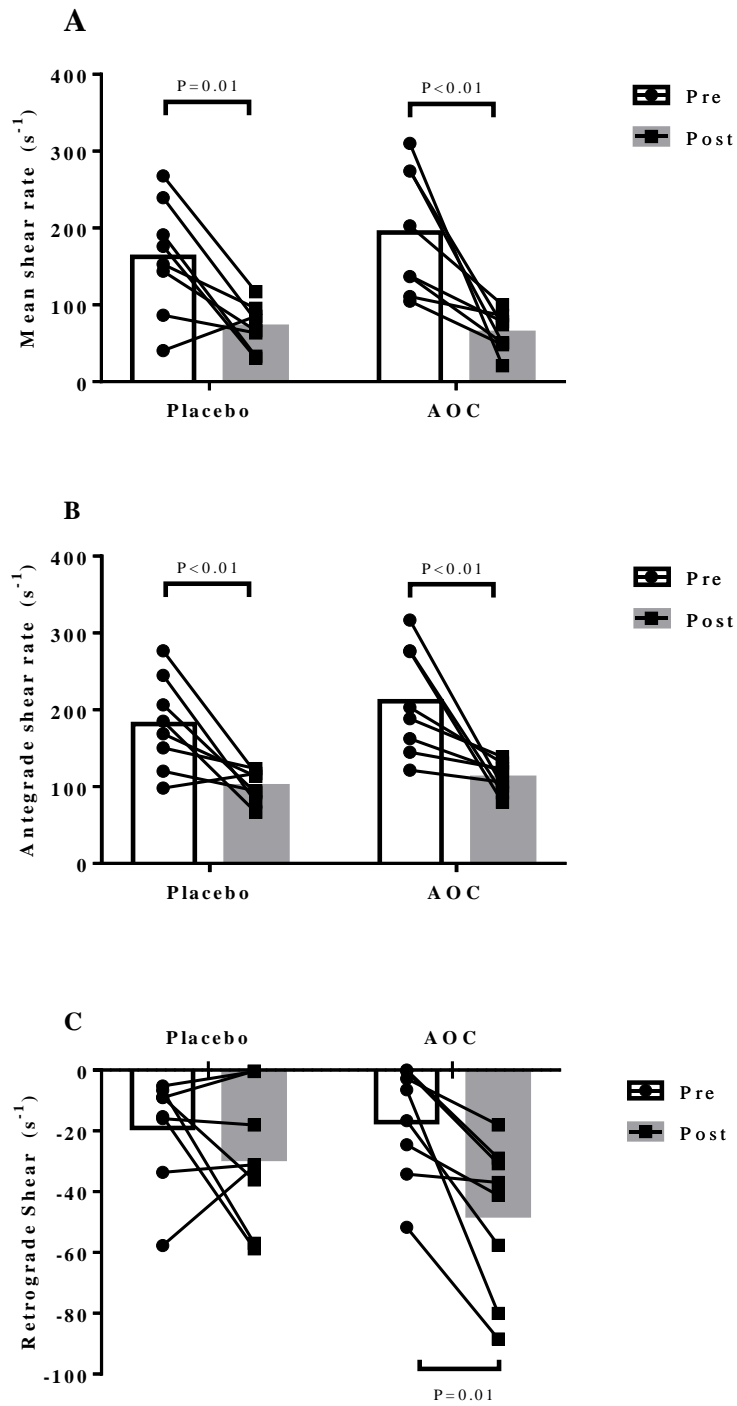 A
Mean shear rate (s-1)
400
300
200
100
0
P=0.01
P<0.01
Placebo
AOC
Pre
Post
B
Antegrade shear rate (s-1)
400
300
200
100
0
P<0.01
P<0.01
Placebo
AOC
Pre
Post
C
Placebo
AOC
Retrograde Shear (s-1)
0
-20
-40
-60
-80
-100
Pre
Post
P=0.01